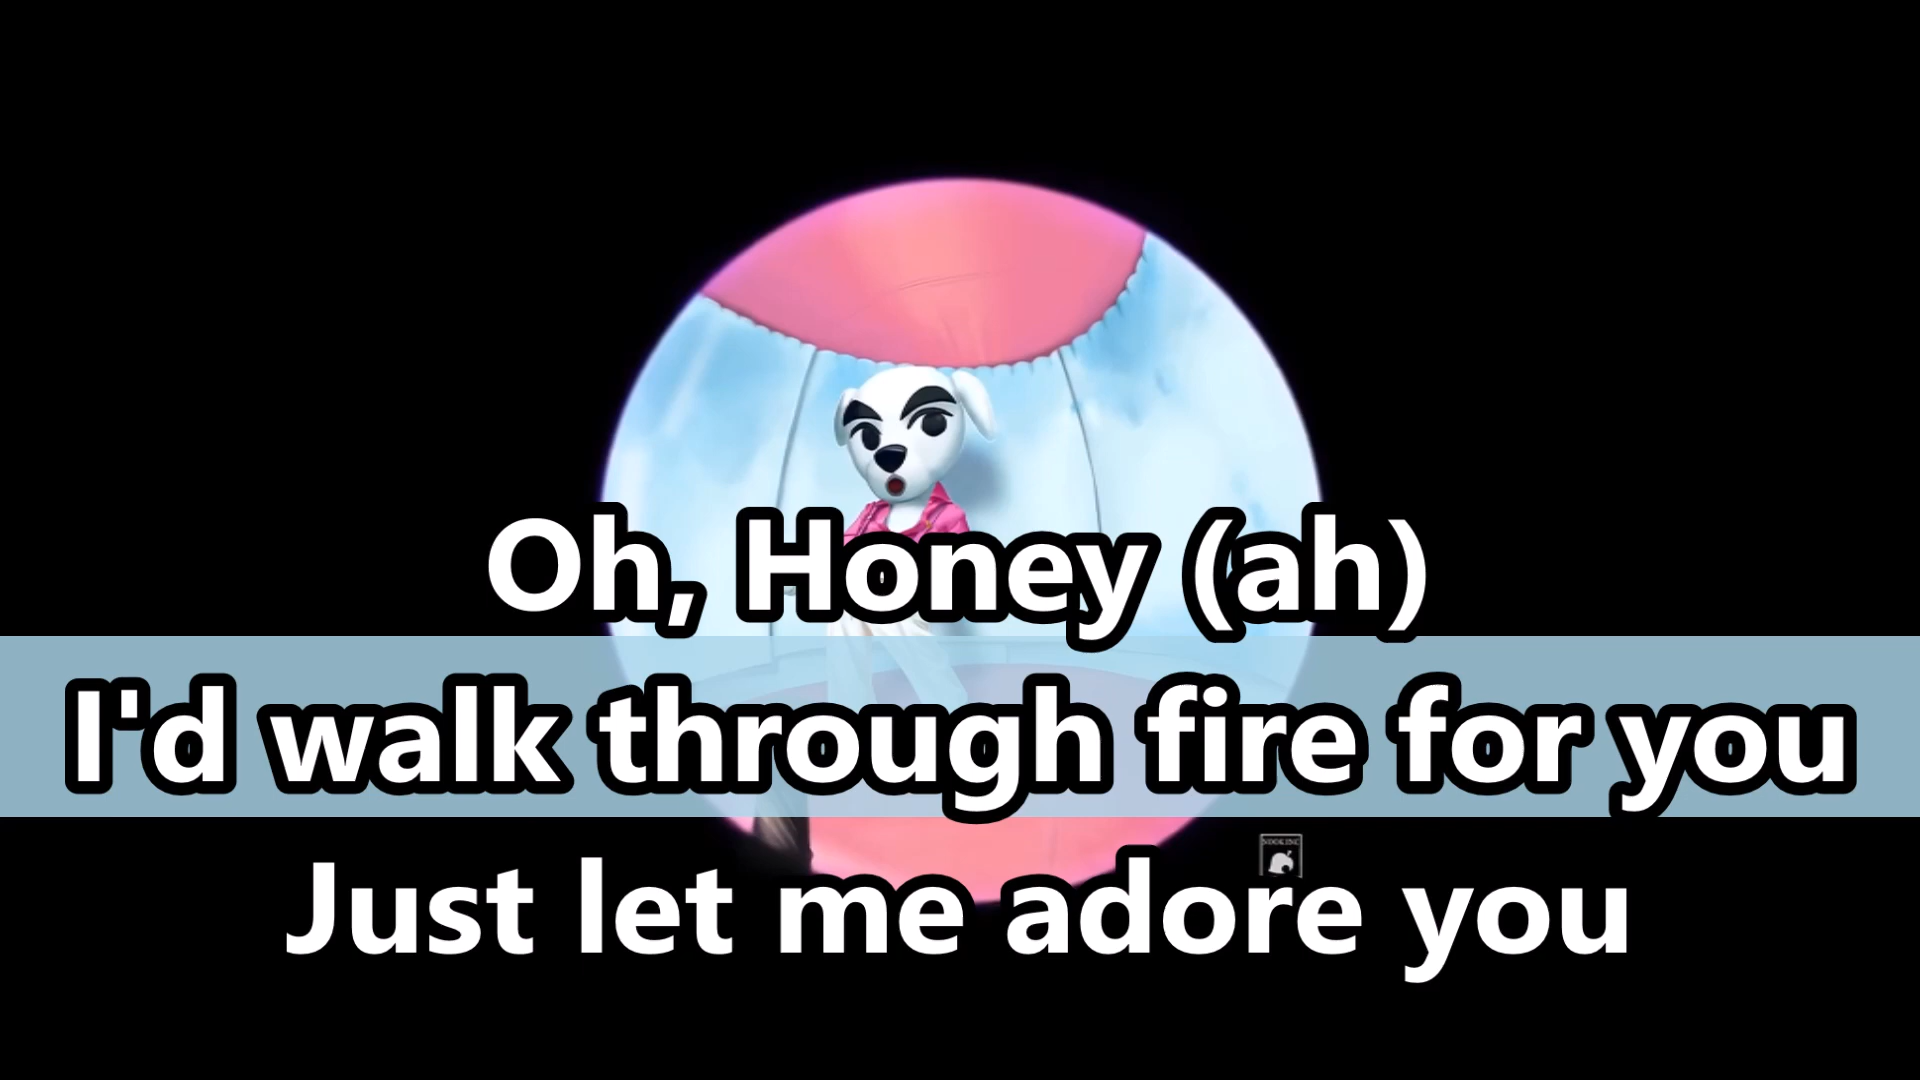 Oh, Honey (ah)
I'd walk through fire for you
Just let me adore you